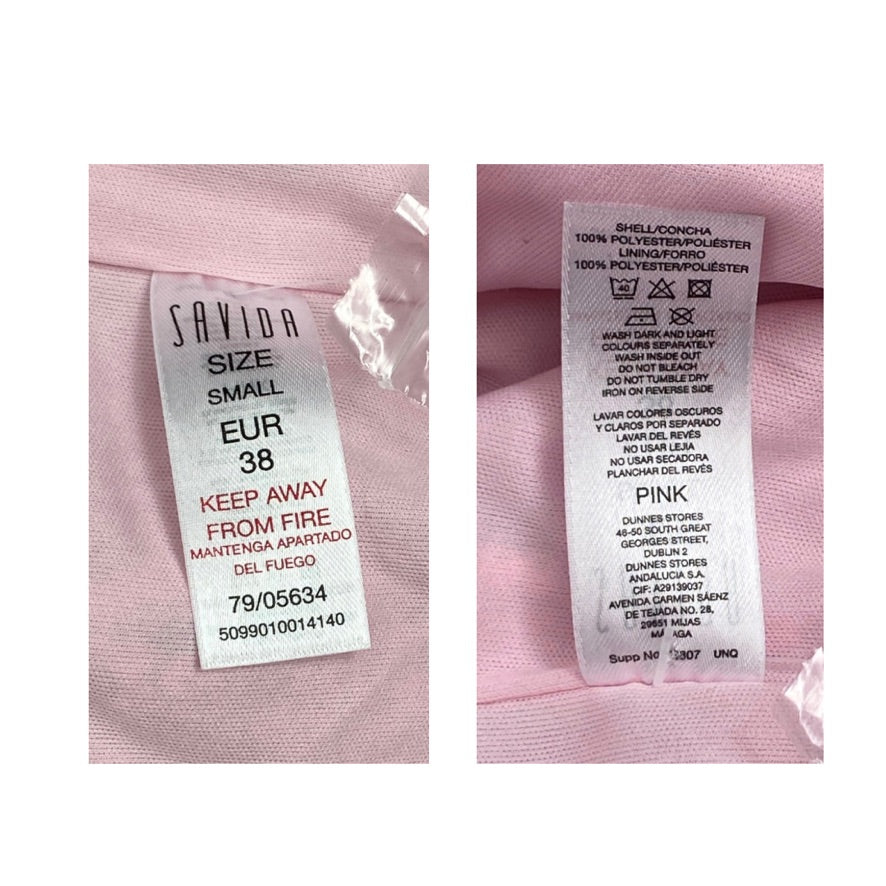 SAVIDA
SIZE
SMALL
EUR
38
KEEP AWAY
FROM FIRE
MANTENGA APARTADO
DEL FUEGO
79/05634
5099010014140
SHELL/CONCHA
100% POLYESTER/POLIÉSTER
LINING/FORRO
100% POLYESTER/POLIÉSTER
40
WASH DARK AND LIGHT
COLOURS SEPARATELY
WASH INSIDE OUT
DO NOT BLEACH
DO NOT TUMBLE DRY
IRON ON REVERSE SIDE
LAVAR COLORES OSCUROS
Y CLAROS POR SEPARADO
LAVAR DEL REVÉS
NO USAR LEJIA
NO USAR SECADORA
PLANCHAR DEL REVÉS
PINK
DUNNES STORES
46-50 SOUTH GREAT
GEORGES STREET,
DUBLIN 2
DUNNES STORES
ANDALUCIA S.A.
CIF: A29139037
AVENIDA CARMEN SÁENZ
DE TEJADA NO. 28,
29651 MIJAS
MÁLAGA
Supp No. UNQ